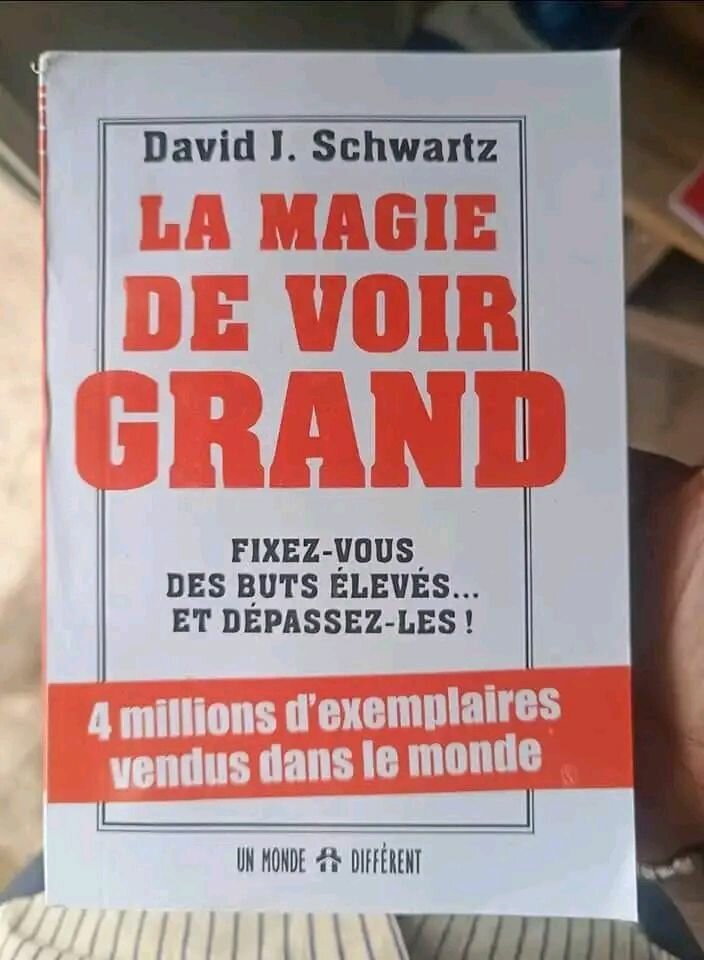 David J. Schwartz
LA MAGIE
DE VOIR
GRAND
FIXEZ-VOUS
DES BUTS ÉLEVÉS...
ET DÉPASSEZ-LES !
4 millions d'exemplaires
vendus dans le monde
UN MONDE DIFFÉRENT